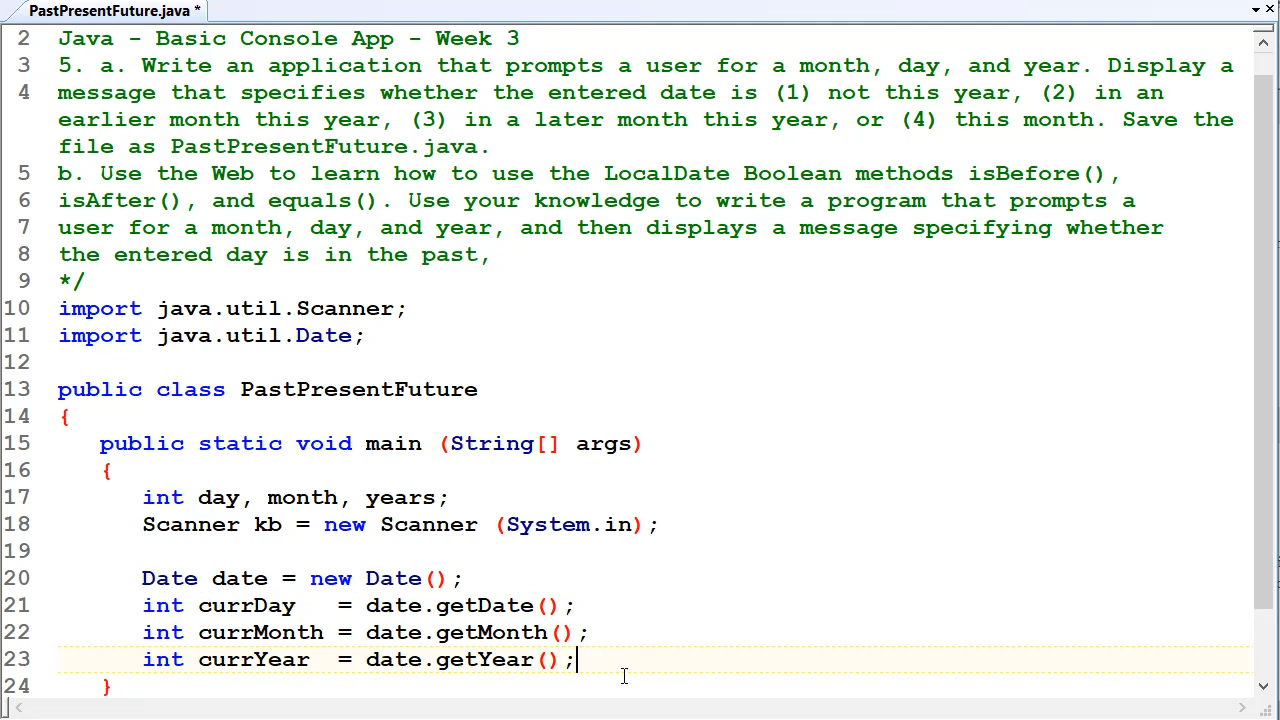 PastPresentFuture.java *
2 Java - Basic Console App - Week 3
3 5. a. Write an application that prompts a user for a month, day, and year. Display a
4 message that specifies whether the entered date is (1) not this year, (2) in an
earlier month this year, (3) in a later month this year, or (4) this month. Save the
file as PastPresentFuture.java.
5 b. Use the Web to learn how to use the LocalDate Boolean methods isBefore(),
6 isAfter(), and equals(). Use your knowledge to write a program that prompts a
7 user for a month, day, and year, and then displays a message specifying whether
8 the entered day is in the past,
9 */
10 import java.util.Scanner;
11 import java.util.Date;
12
13 public class PastPresentFuture
14 {
15 public static void main (String[] args)
16 {
17 int day, month, years;
18 Scanner kb = new Scanner (System.in);
19
20 Date date = new Date();
21 int currDay   = date.getDate();
22 int currMonth = date.getMonth();
23 int currYear  = date.getYear();
24 }